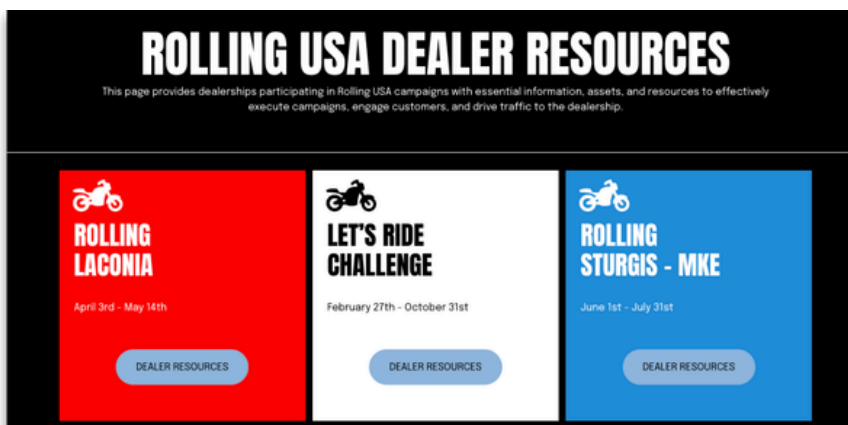 ROLLING USA DEALER RESOURCES
This page provides dealerships participating in Rolling USA campaigns with essential information, assets, and resources to effectively
execute campaigns, engage customers, and drive traffic to the dealership.
ROLLING
LACONIA
April 3rd - May 14th
DEALER RESOURCES
LET'S RIDE
CHALLENGE
February 27th - October 31st
DEALER RESOURCES
ROLLING
STURGIS - MKE
June 1st - July 31st
DEALER RESOURCES